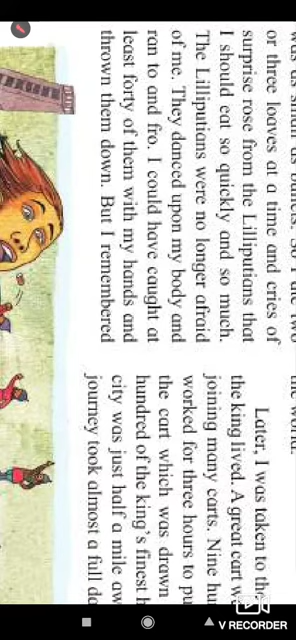 or three loaves at a time and cries of
surprise rose from the Lilliputians that
I should eat so quickly and so much.
The Lilliputians were no longer afraid
of me. They danced upon my body and
ran to and fro. I could have caught at
least forty of them with my hands and
thrown them down. But I remembered
the world.
Later, I was taken to the
the king lived. A great cart w
joining many carts. Nine hu
worked for three hours to pu
the cart which was drawn
hundred of the king's finest h
city was just half a mile aw
journey took almost a full da
V RECORDER